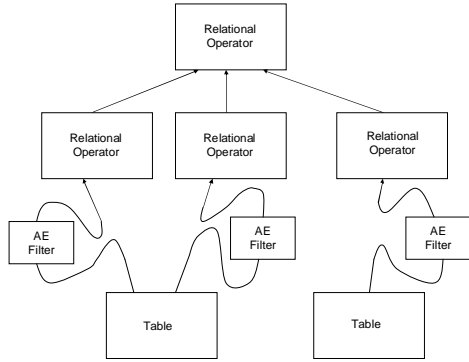 Relational
Operator
Relational
Operator
Relational
Operator
Relational
Operator
AE
Filter
AE
Filter
AE
Filter
Table
Table